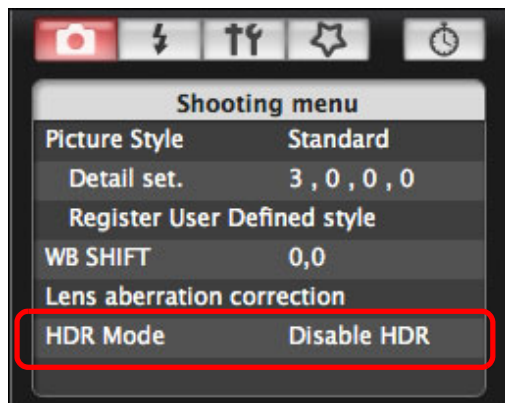 Shooting menu
Picture Style Standard
Detail set. 3 , 0 , 0 , 0
Register User Defined style
WB SHIFT 0,0
Lens aberration correction
HDR Mode Disable HDR